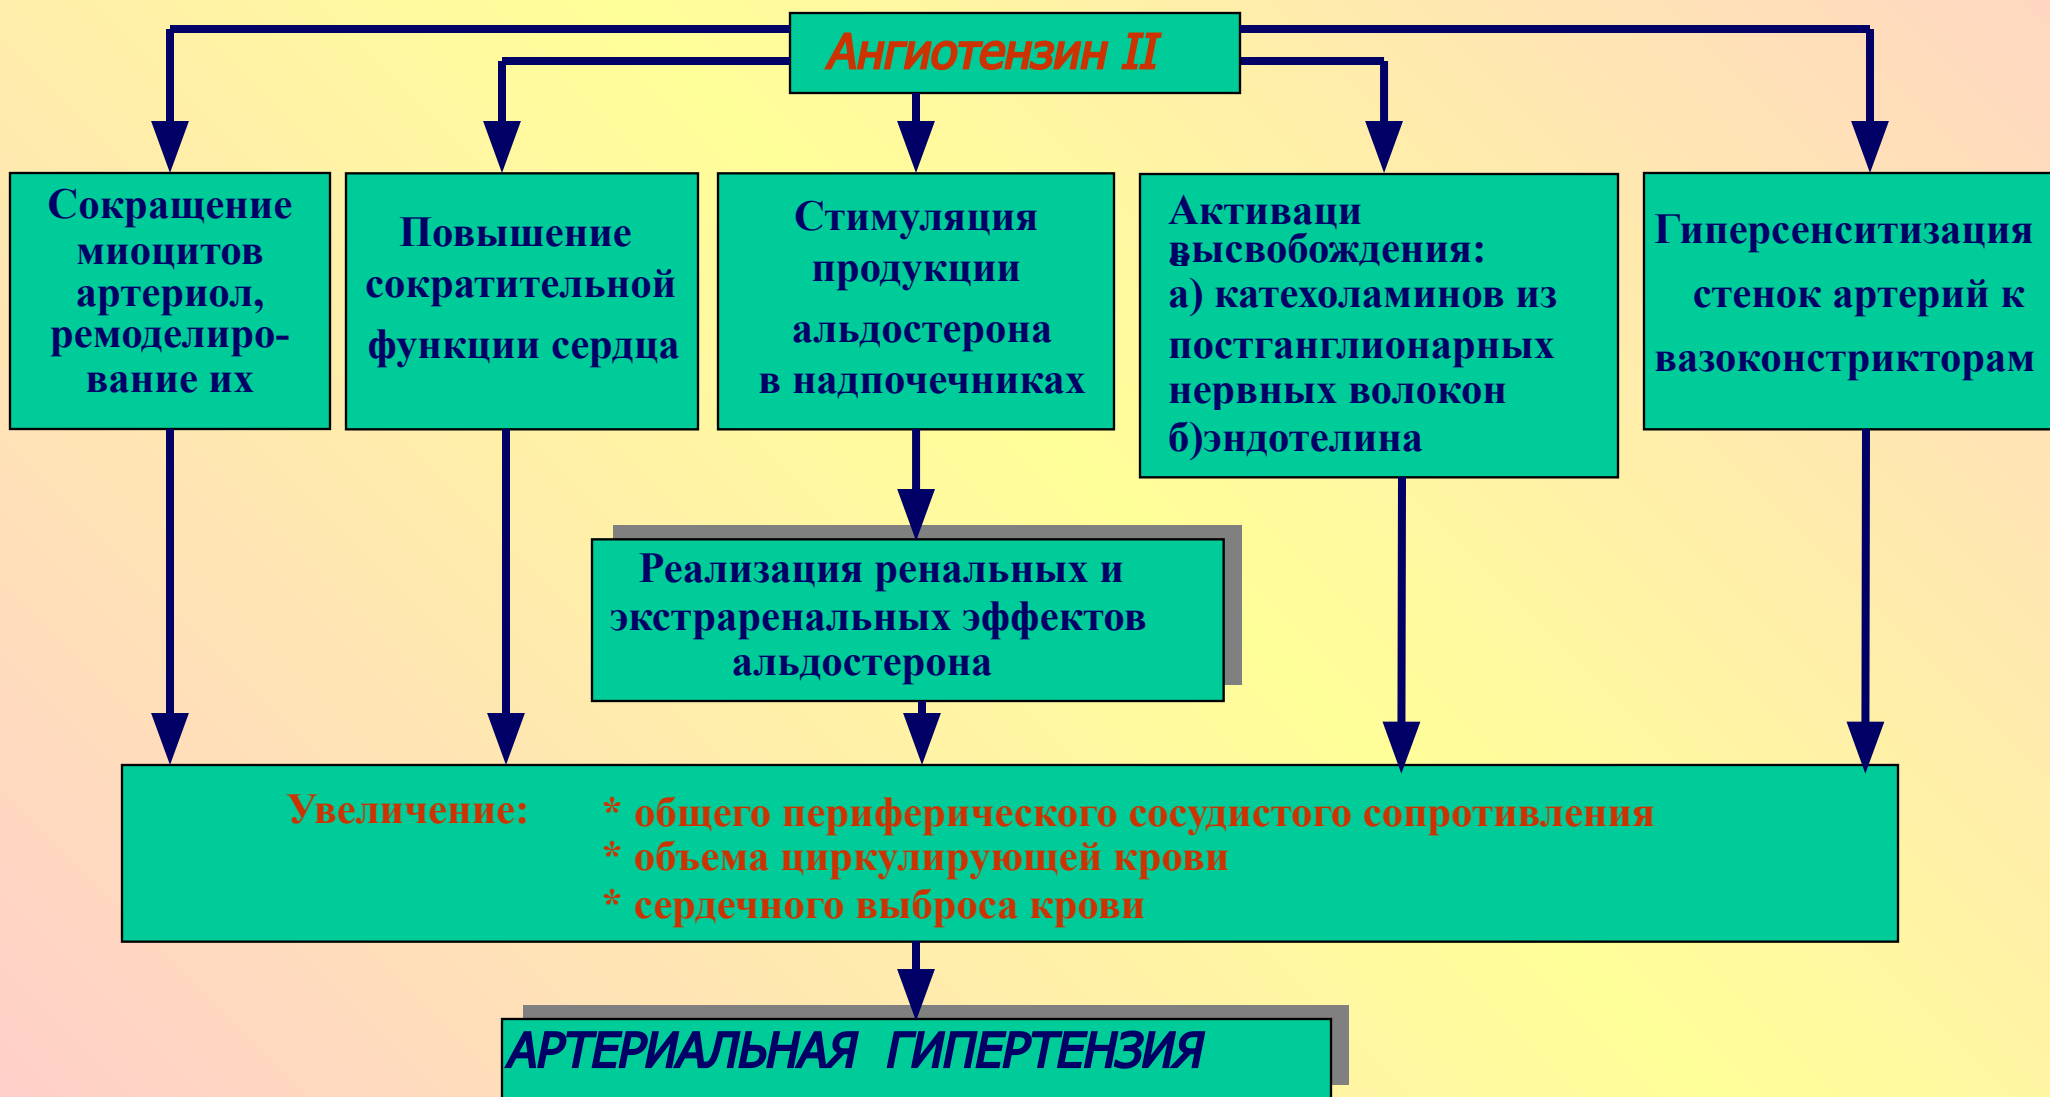 Ангиотензин II
Сокращение
миоцитов
артериол,
ремоделиро-
вание их
Повышение
сократительной
функции сердца
Стимуляция
продукции
альдостерона
в надпочечниках
Активаци
я
высвобождения:
а) катехоламинов из
постганглионарных
нервных волокон
б)эндотелина
Гиперсенситизация
стенок артерий к
вазоконстрикторам
Реализация ренальных и
экстраренальных эффектов
альдостерона
Увеличение: * общего периферического сосудистого сопротивления
* объема циркулирующей крови
* сердечного выброса крови
АРТЕРИАЛЬНАЯ ГИПЕРТЕНЗИЯ